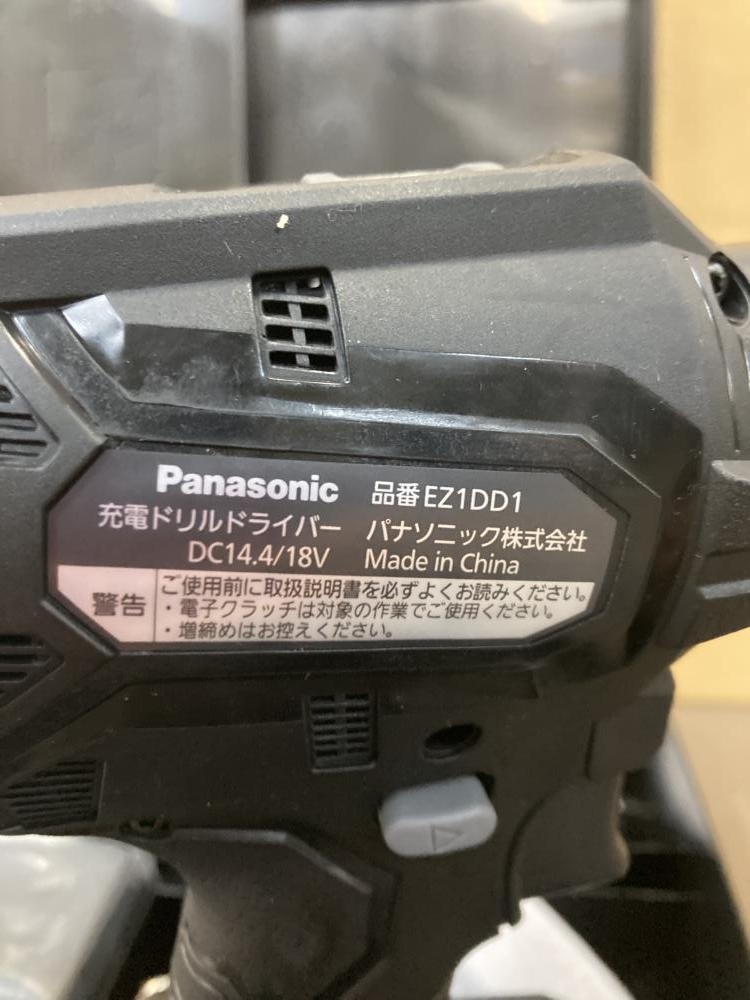 Panasonic 品番 EZ1DD1
充電ドリルドライバー パナソニック株式会社
DC14.4/18V Made in China
警告
ご使用前に取扱説明書を必ずよくお読みください。
・電子クラッチは対象の作業でご使用ください。
・増締めはお控えください。